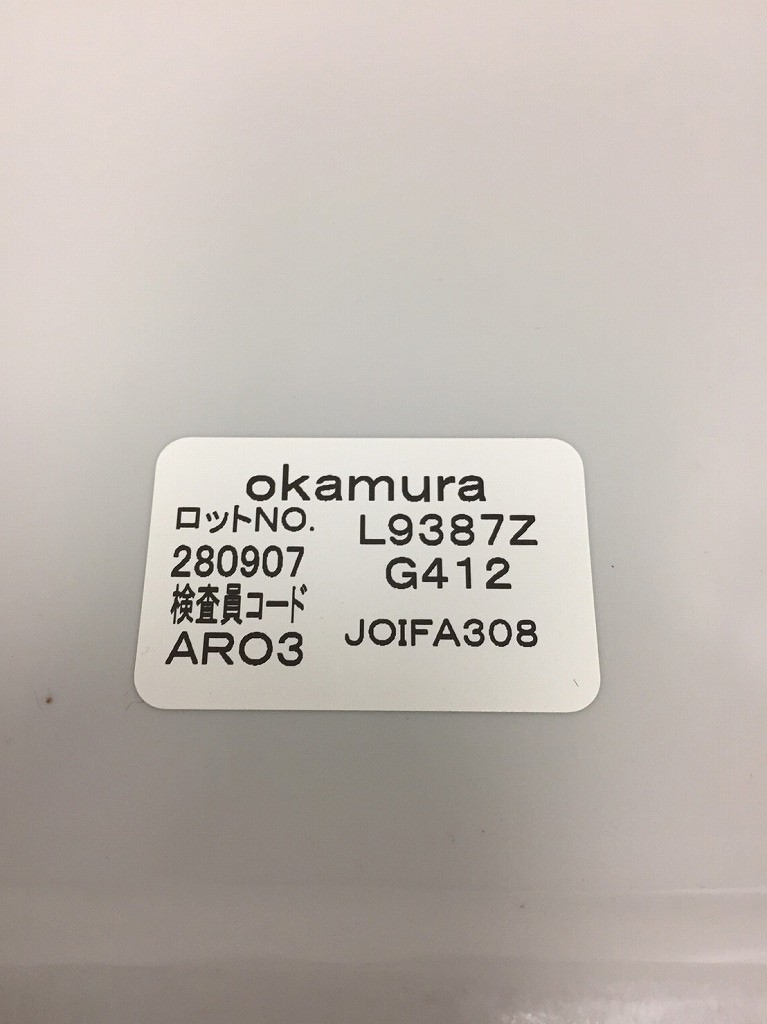 okamura
ロットNO.
280907
検査員コード
AR03
L9387Z
G412
JOIFA308